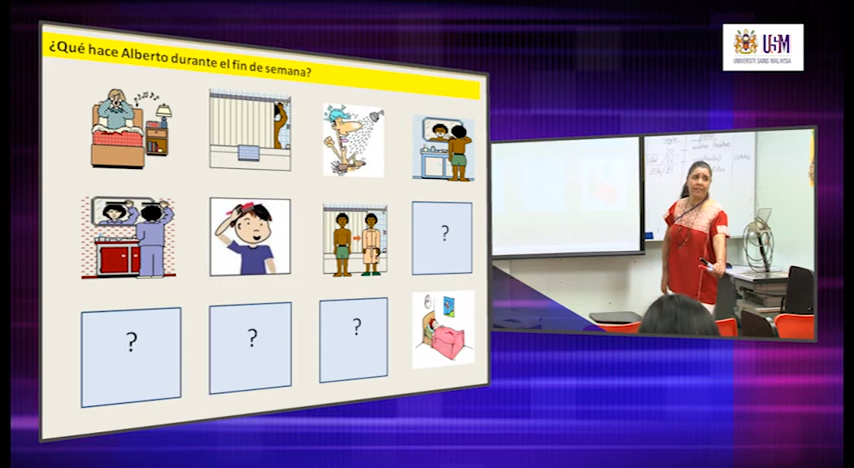 ¿Qué hace Alberto durante el fin de semana?
USM
UNIVERSITI SAINS MALAYSIA
?
?
?
?